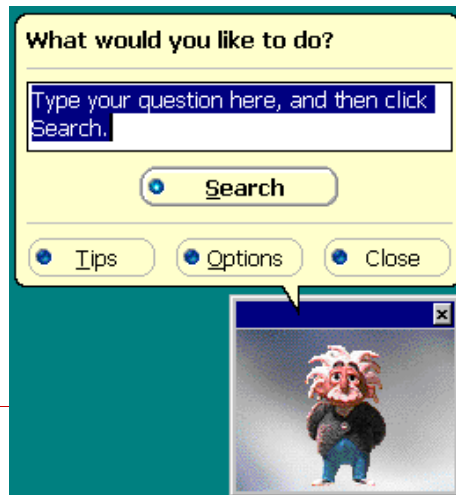 What would you like to do?
Type your question here, and then click
Search.
Search
Tips
Options
Close